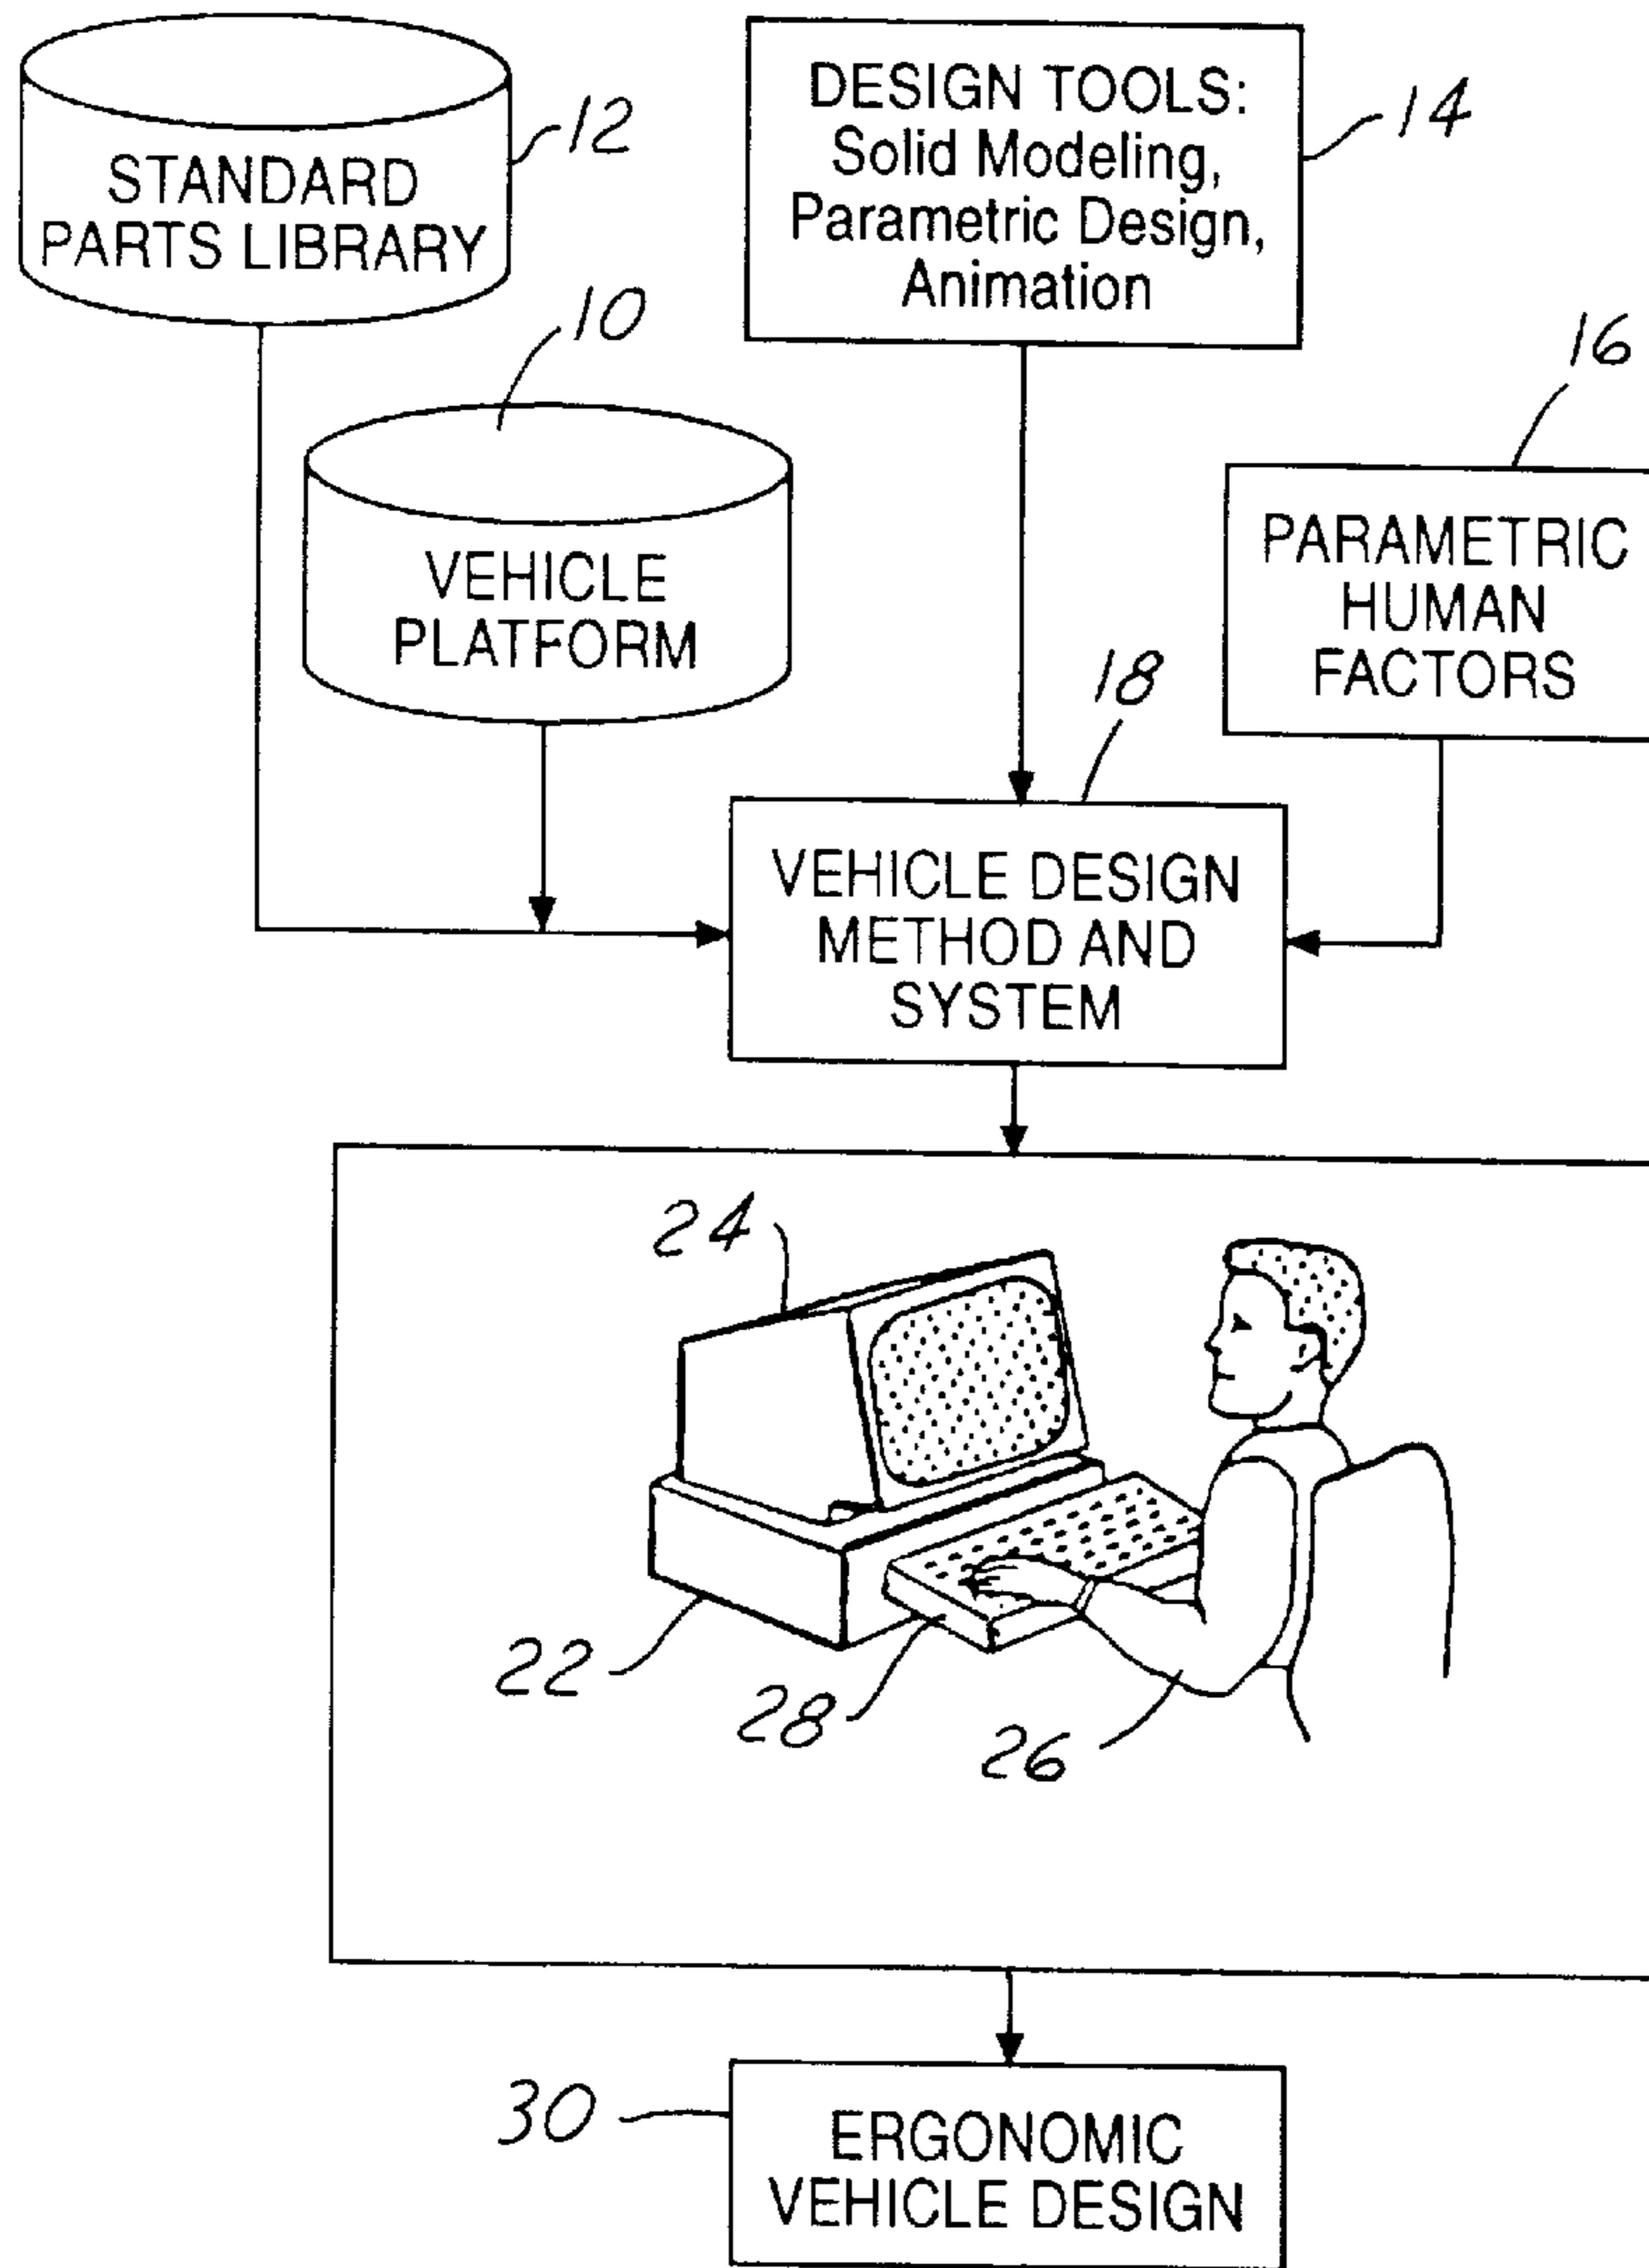 12
STANDARD
PARTS LIBRARY
DESIGN TOOLS:
Solid Modeling,
Parametric Design,
Animation
14
10
VEHICLE
PLATFORM
16
PARAMETRIC
HUMAN
FACTORS
18
VEHICLE DESIGN
METHOD AND
SYSTEM
24
22
28
26
30
ERGONOMIC
VEHICLE DESIGN